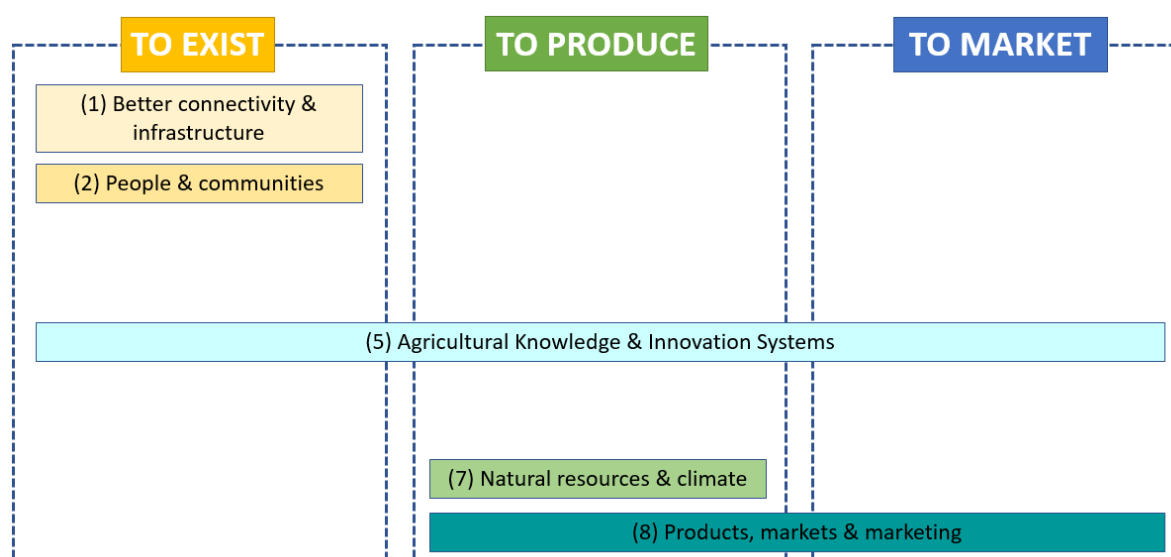 TO EXIST
TO PRODUCE
TO MARKET
(1) Better connectivity &
infrastructure
(2) People & communities
(5) Agricultural Knowledge & Innovation Systems
(7) Natural resources & climate
(8) Products, markets & marketing